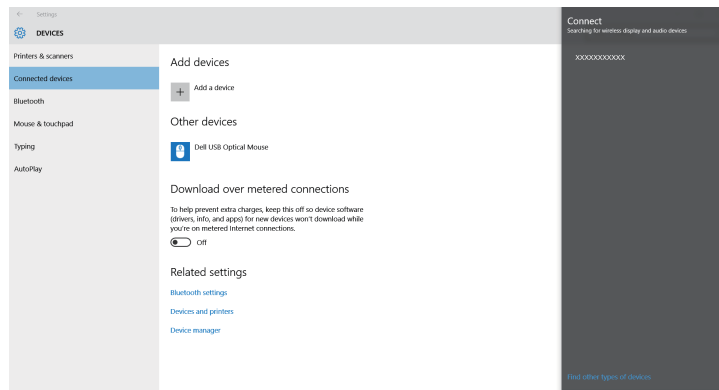 Settings
DEVICES
Printers & scanners
Connected devices
Bluetooth
Mouse & touchpad
Typing
AutoPlay
Add devices
Add a device
Other devices
Dell USB Optical Mouse
Download over metered connections
To help prevent extra charges, keep this off so device software
(drivers, info, and apps) for new devices won't download while
you're on metered Internet connections.
Off
Related settings
Bluetooth settings
Devices and printers
Device manager
Connect
Searching for wireless display and audio devices
XXXXXXXXXXX
Find other types of devices